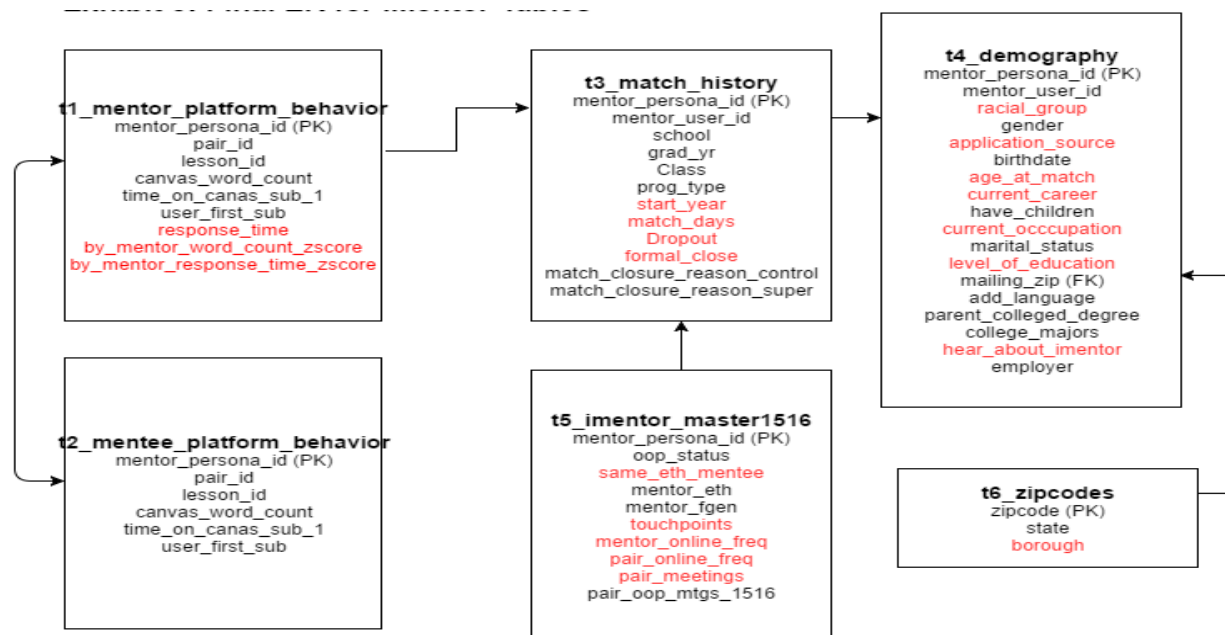 t1_mentor_platform_behavior
mentor_persona_id (PK)
pair_id
lesson_id
canvas_word_count
time_on_canas_sub_1
user_first_sub
response_time
by_mentor_word_count_zscore
by_mentor_response_time_zscore
t2_mentee_platform_behavior
mentor_persona_id (PK)
pair_id
lesson_id
canvas_word_count
time_on_canas_sub_1
user_first_sub
t3_match_history
mentor_persona_id (PK)
mentor_user_id
school
grad_yr
Class
prog_type
start_year
match_days
Dropout
formal_close
match_closure_reason_control
match_closure_reason_super
t5_imentor_master1516
mentor_persona_id (PK)
oop_status
same_eth_mentee
mentor_eth
mentor_fgen
touchpoints
mentor_online_freq
pair_online_freq
pair_meetings
pair_oop_mtgs_1516
t4_demography
mentor_persona_id (PK)
mentor_user_id
racial_group
gender
application_source
birthdate
age_at_match
current_career
have_children
current_occcupation
marital_status
level_of_education
mailing_zip (FK)
add_language
parent_colleged_degree
college_majors
hear_about_imentor
employer
t6_zipcodes
zipcode (PK)
state
borough